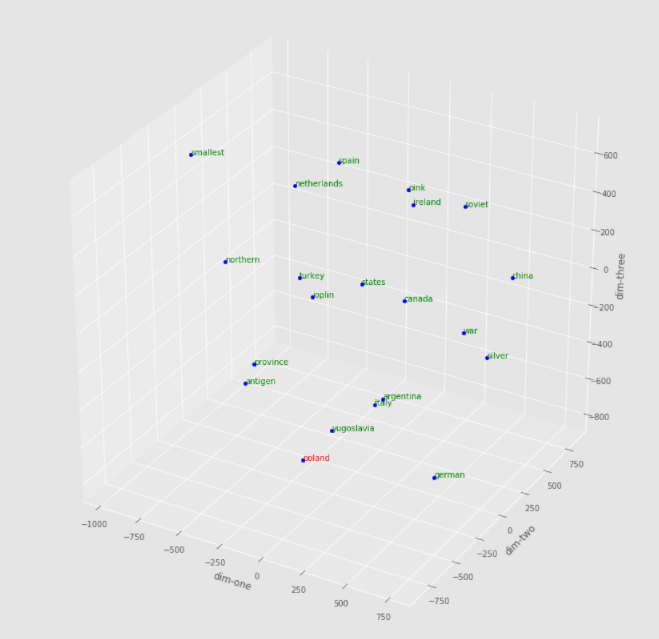 smallest
spain
netherlands
pink
ireland
soviet
northern
turkey
joplin
states
canada
china
war
silver
province
antigen
argentina
italy
yugoslavia
poland
german
600
400
200
0
−200
−400
−600
−800
dim-three
750
500
250
0
−250
−500
−750
dim-two
−1000
−750
−500
−250
0
250
500
750
dim-one